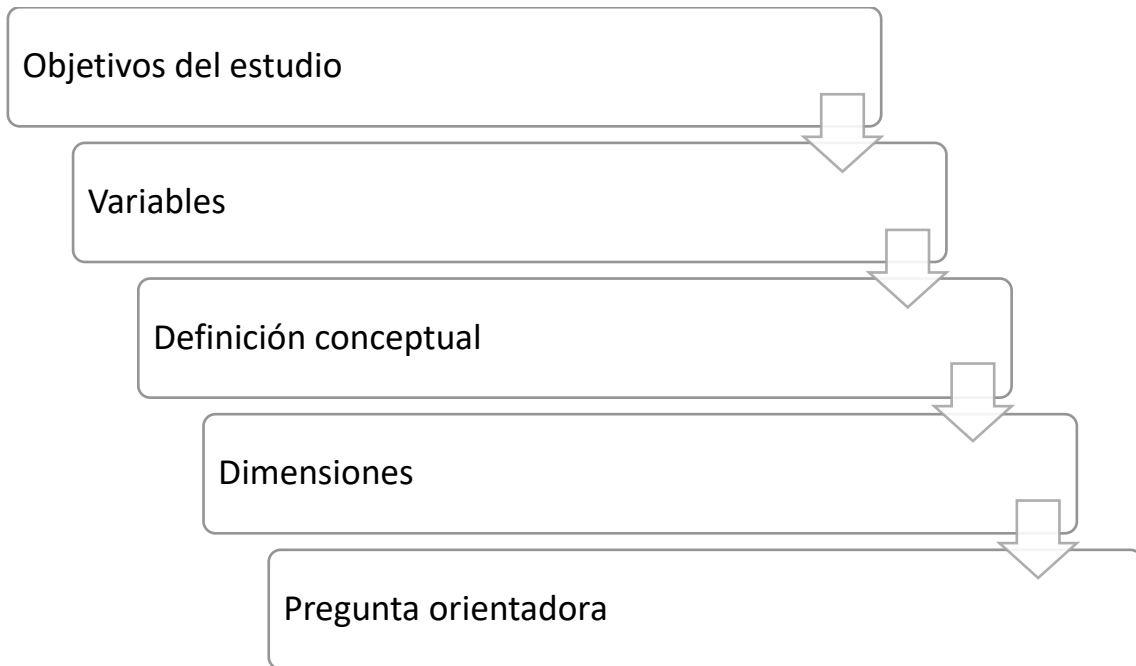 Objetivos del estudio
Variables
Definición conceptual
Dimensiones
Pregunta orientadora